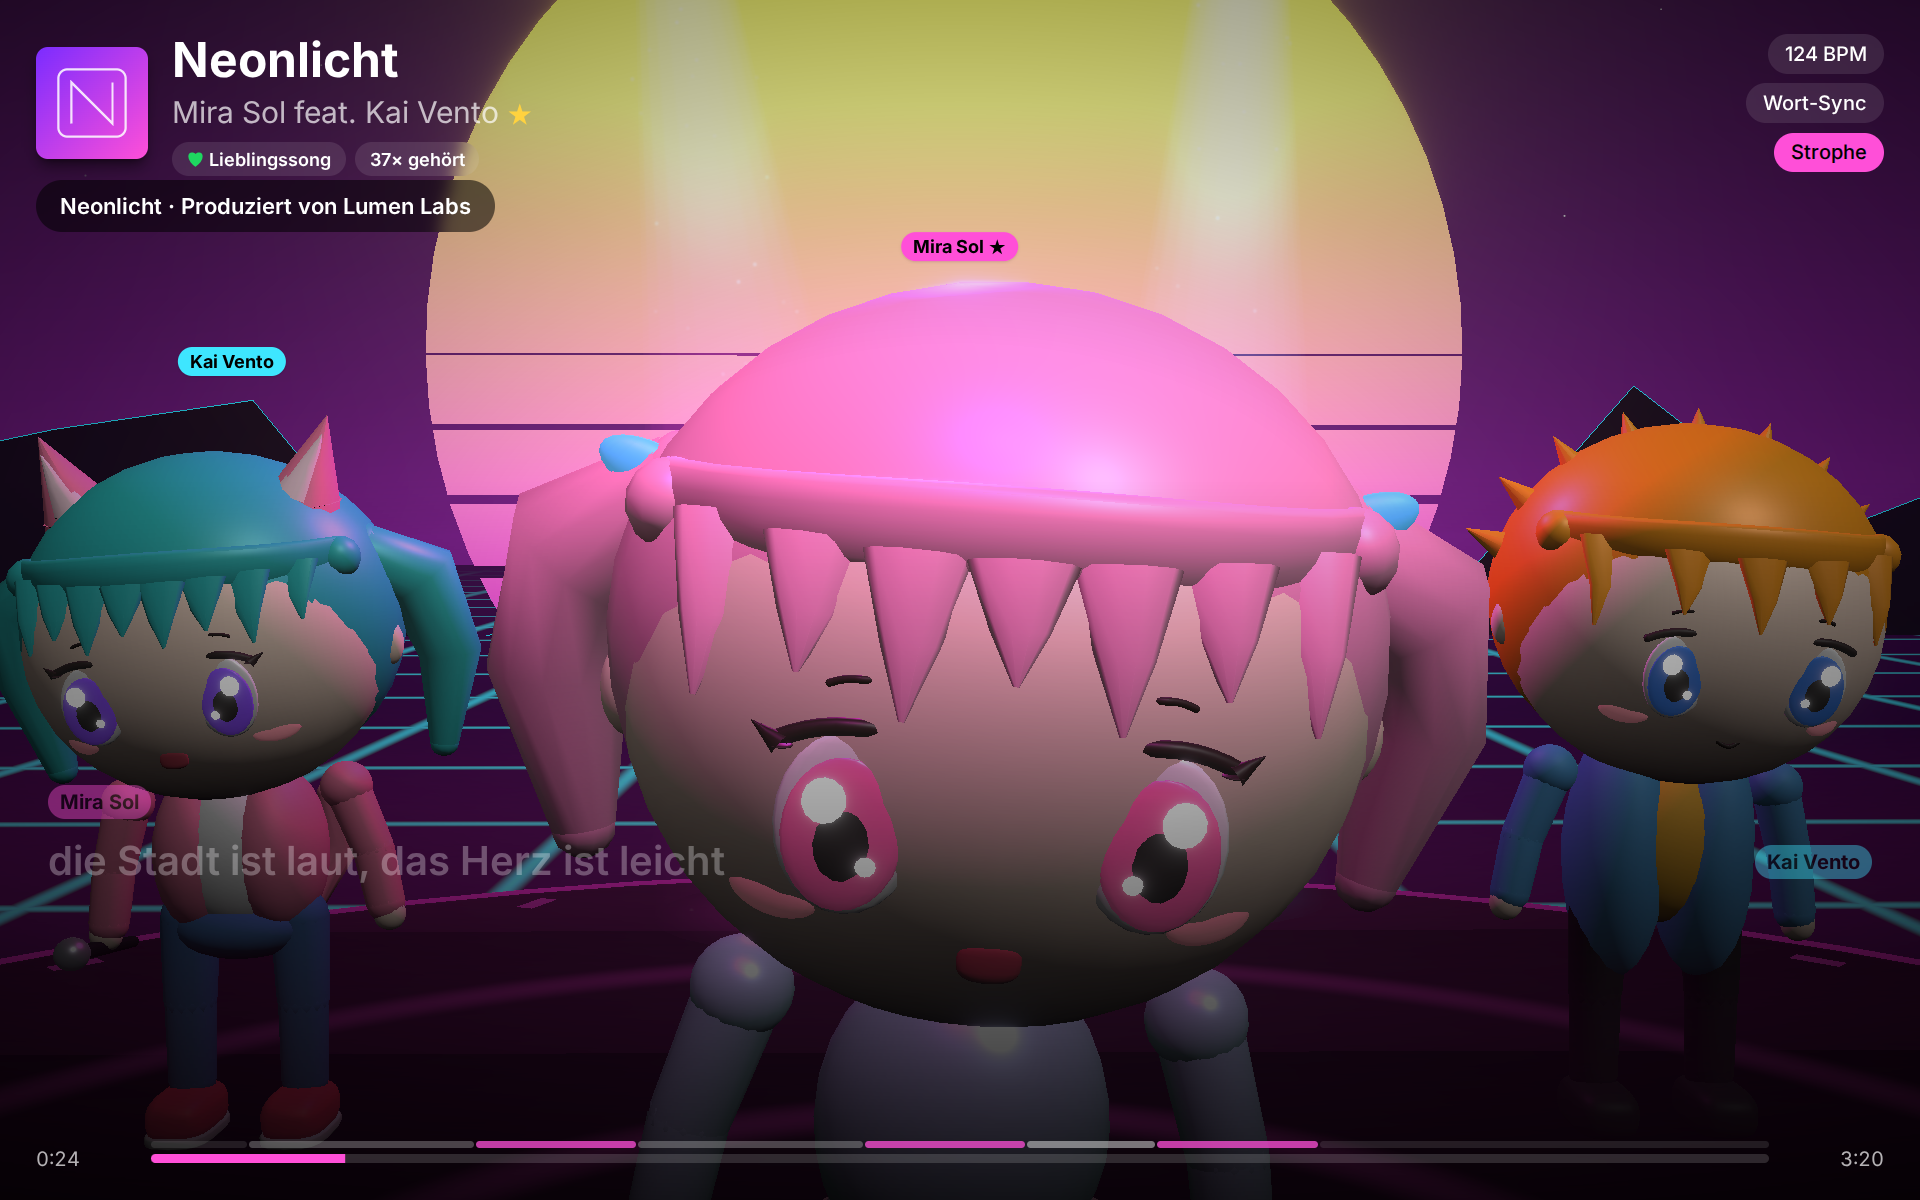 N
Neonlicht
Mira Sol feat. Kai Vento ★
Lieblingssong
37× gehört
Neonlicht · Produziert von Lumen Labs
124 BPM
Wort-Sync
Strophe
Mira Sol ★
Kai Vento
Mira Sol
die Stadt ist laut, das Herz ist leicht
Kai Vento
0:24
3:20